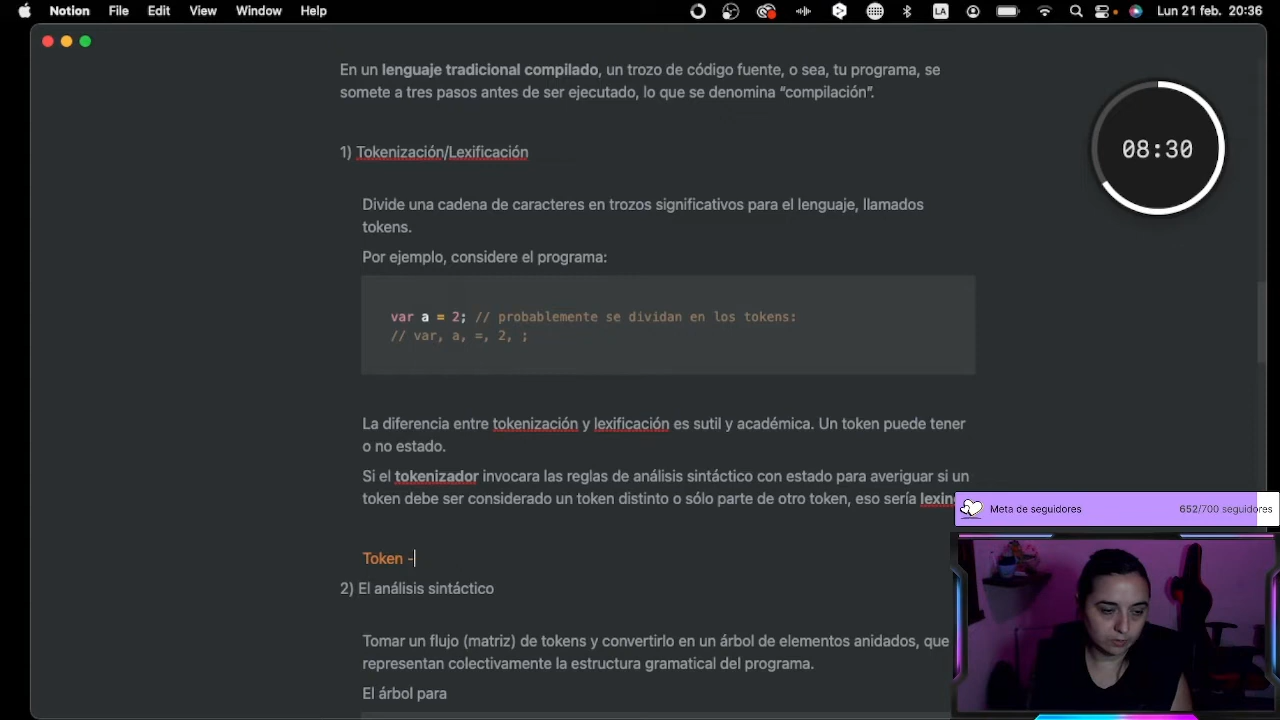 Notion File Edit View Window Help LA Lun 21 feb. 20:36
En un lenguaje tradicional compilado, un trozo de código fuente, o sea, tu programa, se
somete a tres pasos antes de ser ejecutado, lo que se denomina “compilación”.
08:30
1) Tokenización/Lexificación
Divide una cadena de caracteres en trozos significativos para el lenguaje, llamados
tokens.
Por ejemplo, considere el programa:
var a = 2; // probablemente se dividan en los tokens:
// var, a, =, 2, ;
La diferencia entre tokenización y lexificación es sutil y académica. Un token puede tener
o no estado.
Si el tokenizador invocara las reglas de análisis sintáctico con estado para averiguar si un
token debe ser considerado un token distinto o sólo parte de otro token, eso sería lexing
Meta de seguidores 652/700 seguidores
Token -
2) El análisis sintáctico
Tomar un flujo (matriz) de tokens y convertirlo en un árbol de elementos anidados, que
representan colectivamente la estructura gramatical del programa.
El árbol para